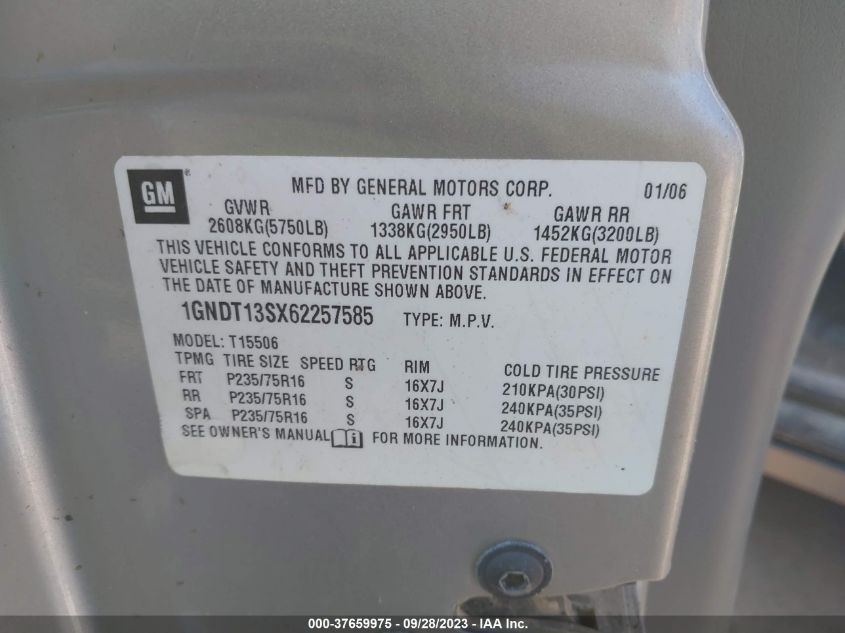 GM ® MFD BY GENERAL MOTORS CORP. 01/06
GVWR GAWR FRT GAWR RR
2608KG(5750LB) 1338KG(2950LB) 1452KG(3200LB)
THIS VEHICLE CONFORMS TO ALL APPLICABLE U.S. FEDERAL MOTOR
VEHICLE SAFETY AND THEFT PREVENTION STANDARDS IN EFFECT ON
THE DATE OF MANUFACTURE SHOWN ABOVE.
1GNDT13SX62257585 TYPE: M.P.V.
MODEL: T15506
TPMG TIRE SIZE SPEED RTG RIM COLD TIRE PRESSURE
FRT P235/75R16 S 16X7J 210KPA(30PSI)
RR P235/75R16 S 16X7J 240KPA(35PSI)
SPA P235/75R16 S 16X7J 240KPA(35PSI)
SEE OWNER'S MANUAL i FOR MORE INFORMATION.
000-37659975 - 09/28/2023 - IAA Inc.